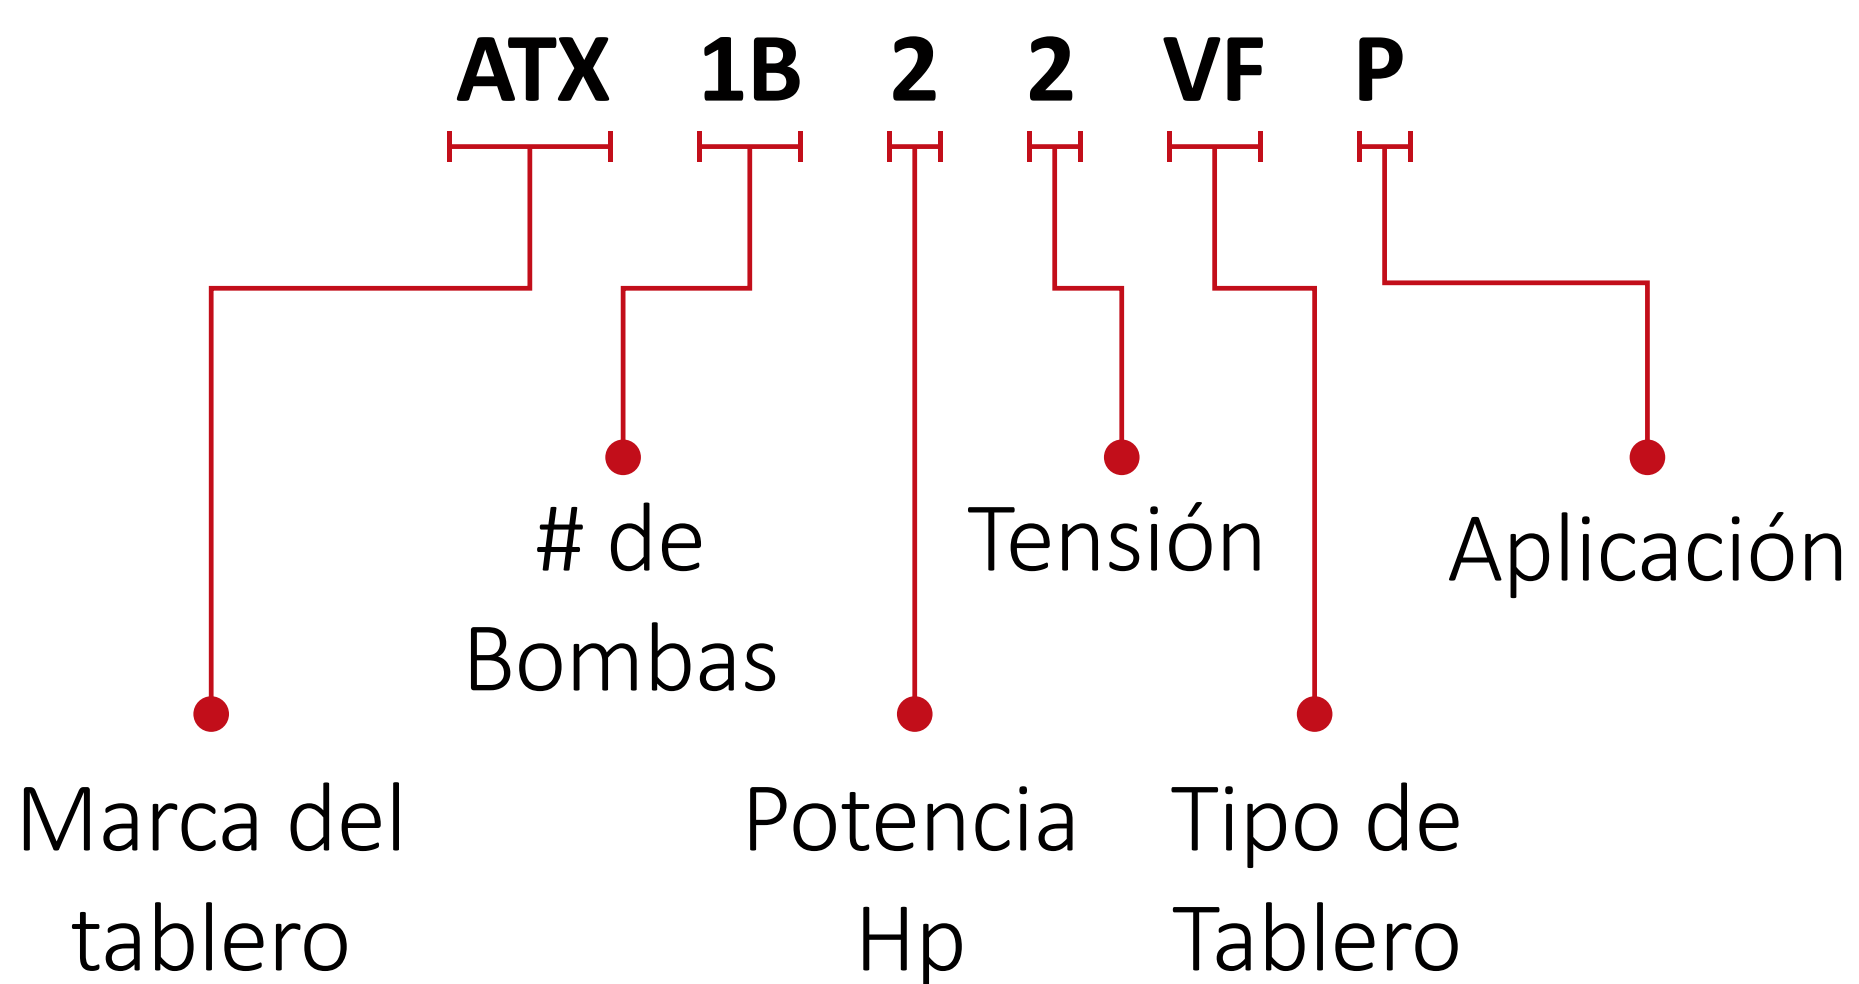 ATX 1B 2 2 VF P
# de
Bombas
Tensión
Aplicación
Marca del
tablero
Potencia
Hp
Tipo de
Tablero